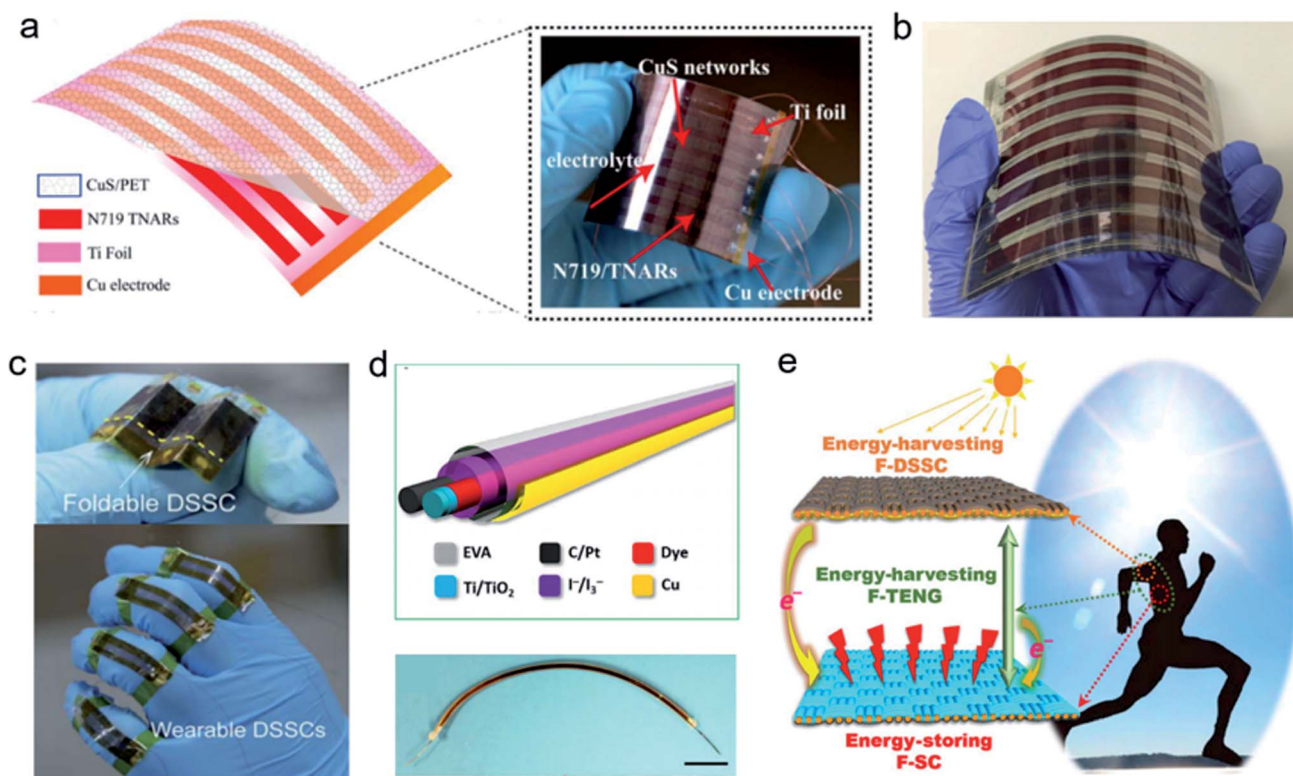 a
CuS/PET
N719 TNARs
Ti Foil
Cu electrode
CuS networks
Ti foil
electrolyte
N719/TNARs
Cu electrode
b
c
Foldable DSSC
Wearable DSSCs
d
EVA
C/Pt
Dye
Ti/TiO₂
I⁻/I₃⁻
Cu
e
Energy-harvesting
F-DSSC
Energy-harvesting
F-TENG
e⁻
e⁻
Energy-storing
F-SC